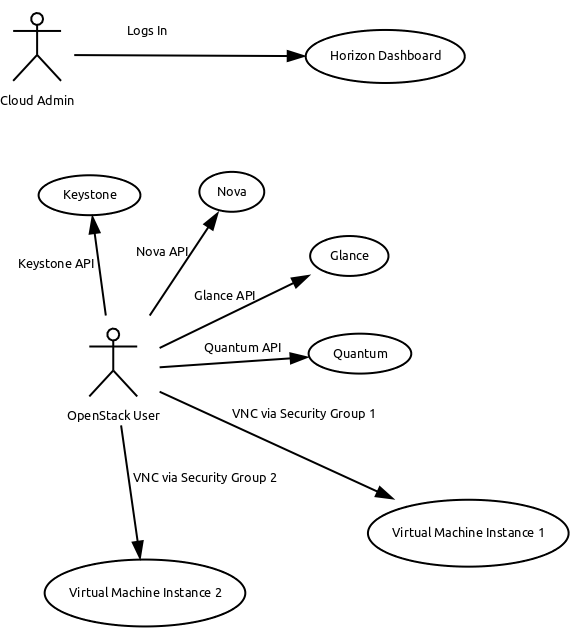 Logs In
Horizon Dashboard
Cloud Admin
Keystone
Nova
Nova API
Glance
Keystone API
Glance API
Quantum API
Quantum
OpenStack User
VNC via Security Group 1
VNC via Security Group 2
Virtual Machine Instance 1
Virtual Machine Instance 2